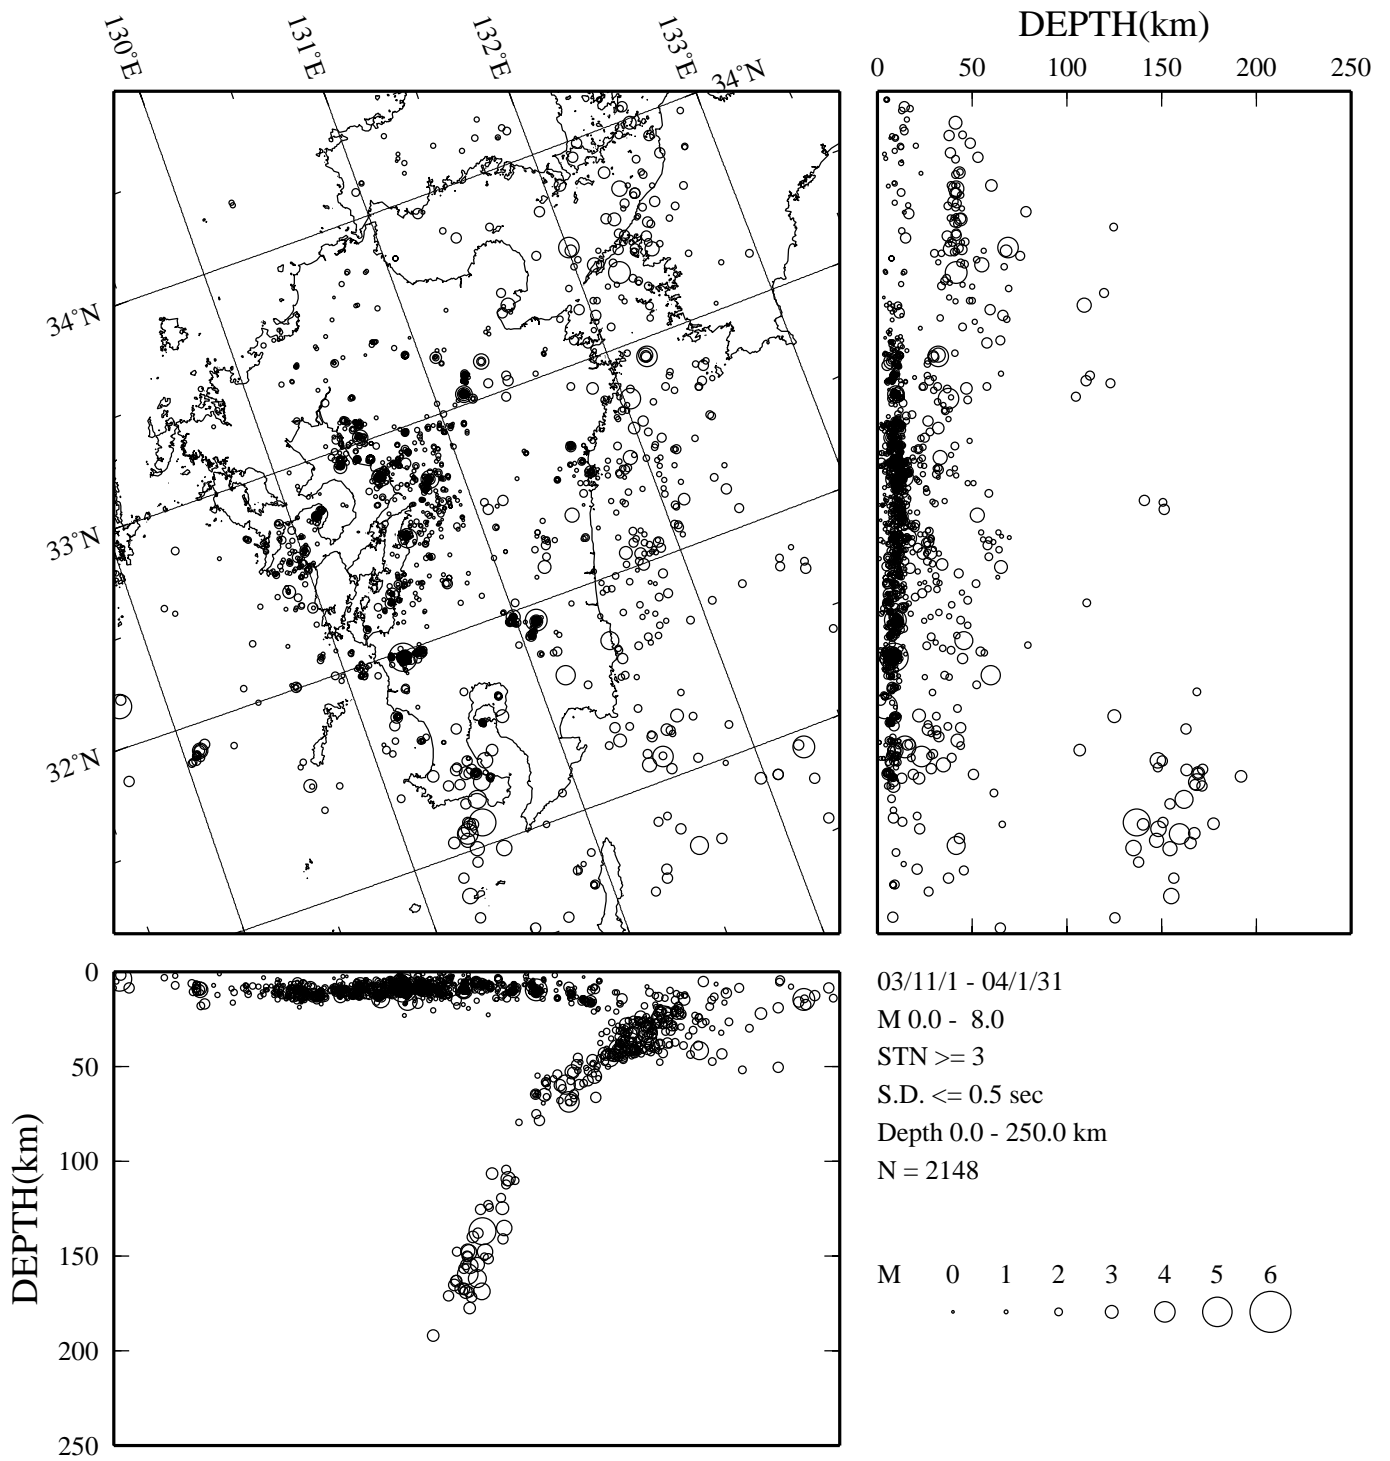 DEPTH(km)
0 50 100 150 200 250
130°E 131°E 132°E 133°E 34°N
34°N
33°N
32°N
DEPTH(km)
0
50
100
150
200
250
03/11/1 - 04/1/31
M 0.0 - 8.0
STN >= 3
S.D. <= 0.5 sec
Depth 0.0 - 250.0 km
N = 2148
M 0 1 2 3 4 5 6